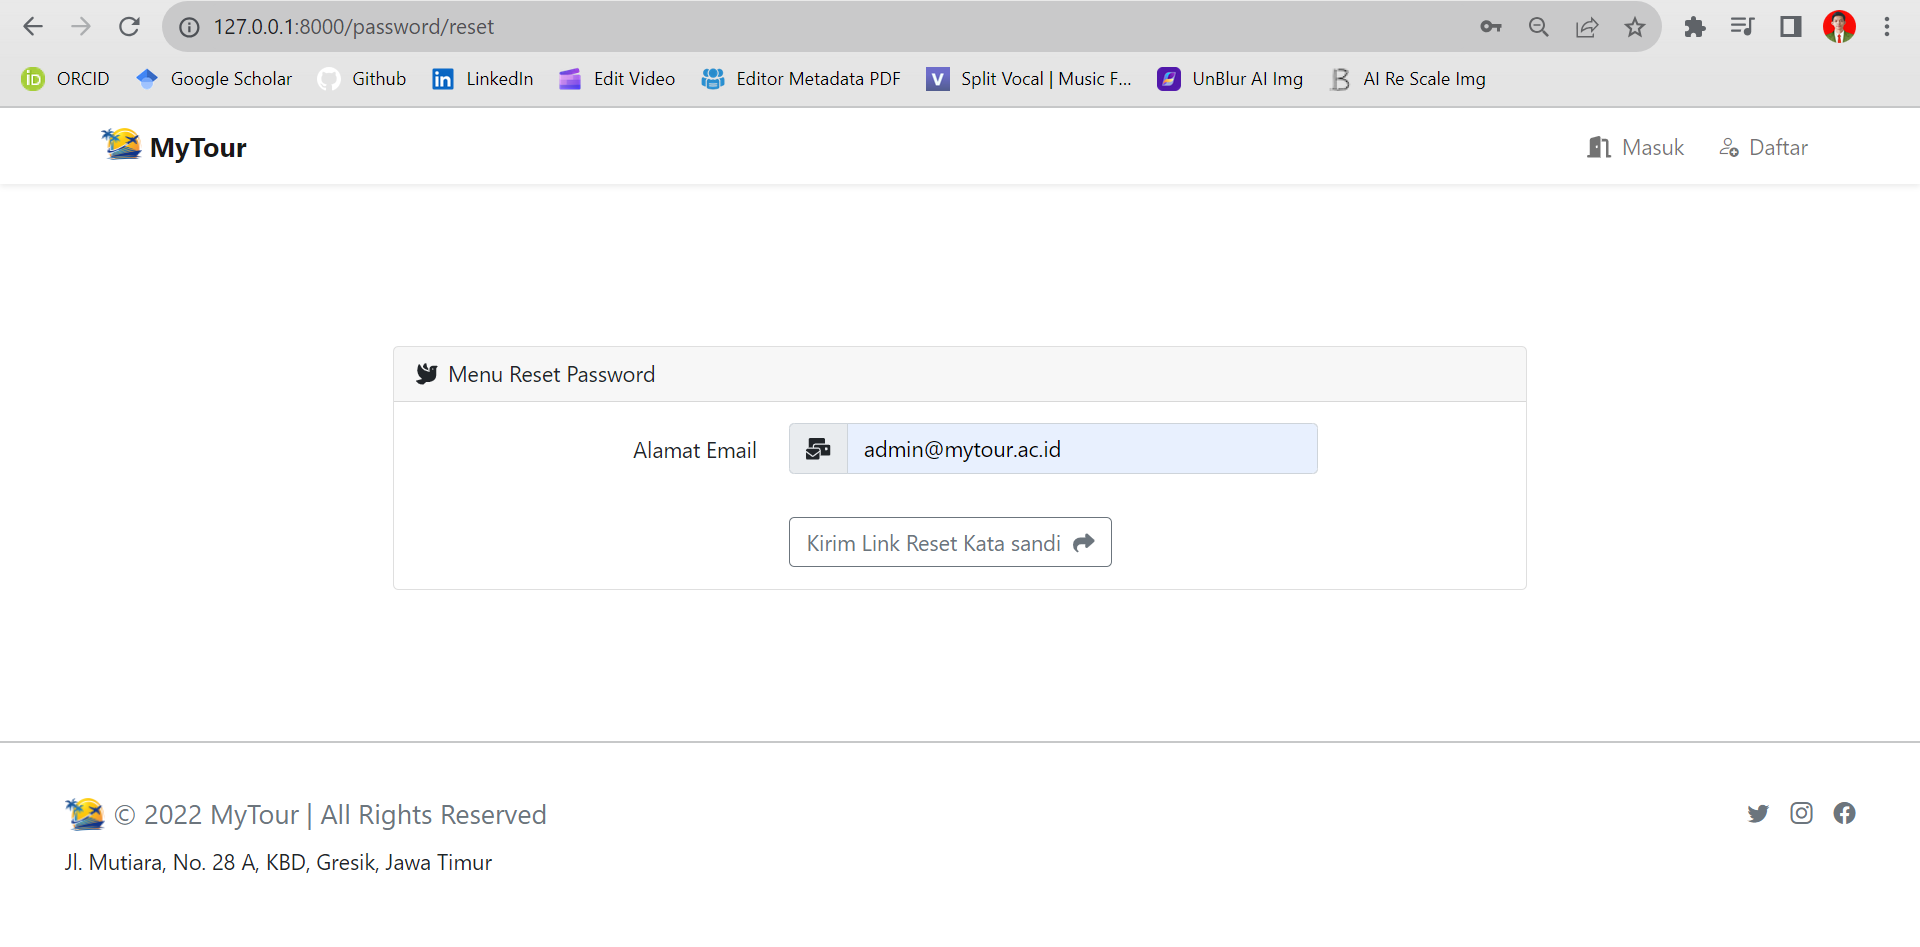 127.0.0.1:8000/password/reset
ORCID Google Scholar Github LinkedIn Edit Video Editor Metadata PDF Split Vocal | Music F... UnBlur AI Img AI Re Scale Img
MyTour Masuk Daftar
Menu Reset Password
Alamat Email admin@mytour.ac.id
Kirim Link Reset Kata sandi
© 2022 MyTour | All Rights Reserved
Jl. Mutiara, No. 28 A, KBD, Gresik, Jawa Timur